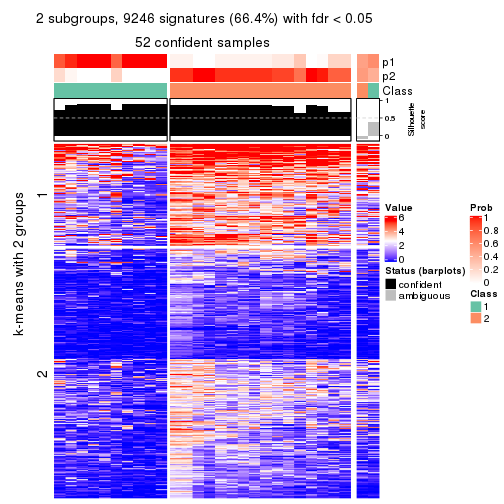 2 subgroups, 9246 signatures (66.4%) with fdr < 0.05
52 confident samples
p1
p2
Class
1
0.5
0
Silhouette
score
k-means with 2 groups
1
2
Value
6
4
2
0
Status (barplots)
confident
ambiguous
Prob
1
0.8
0.6
0.4
0.2
0
Class
1
2